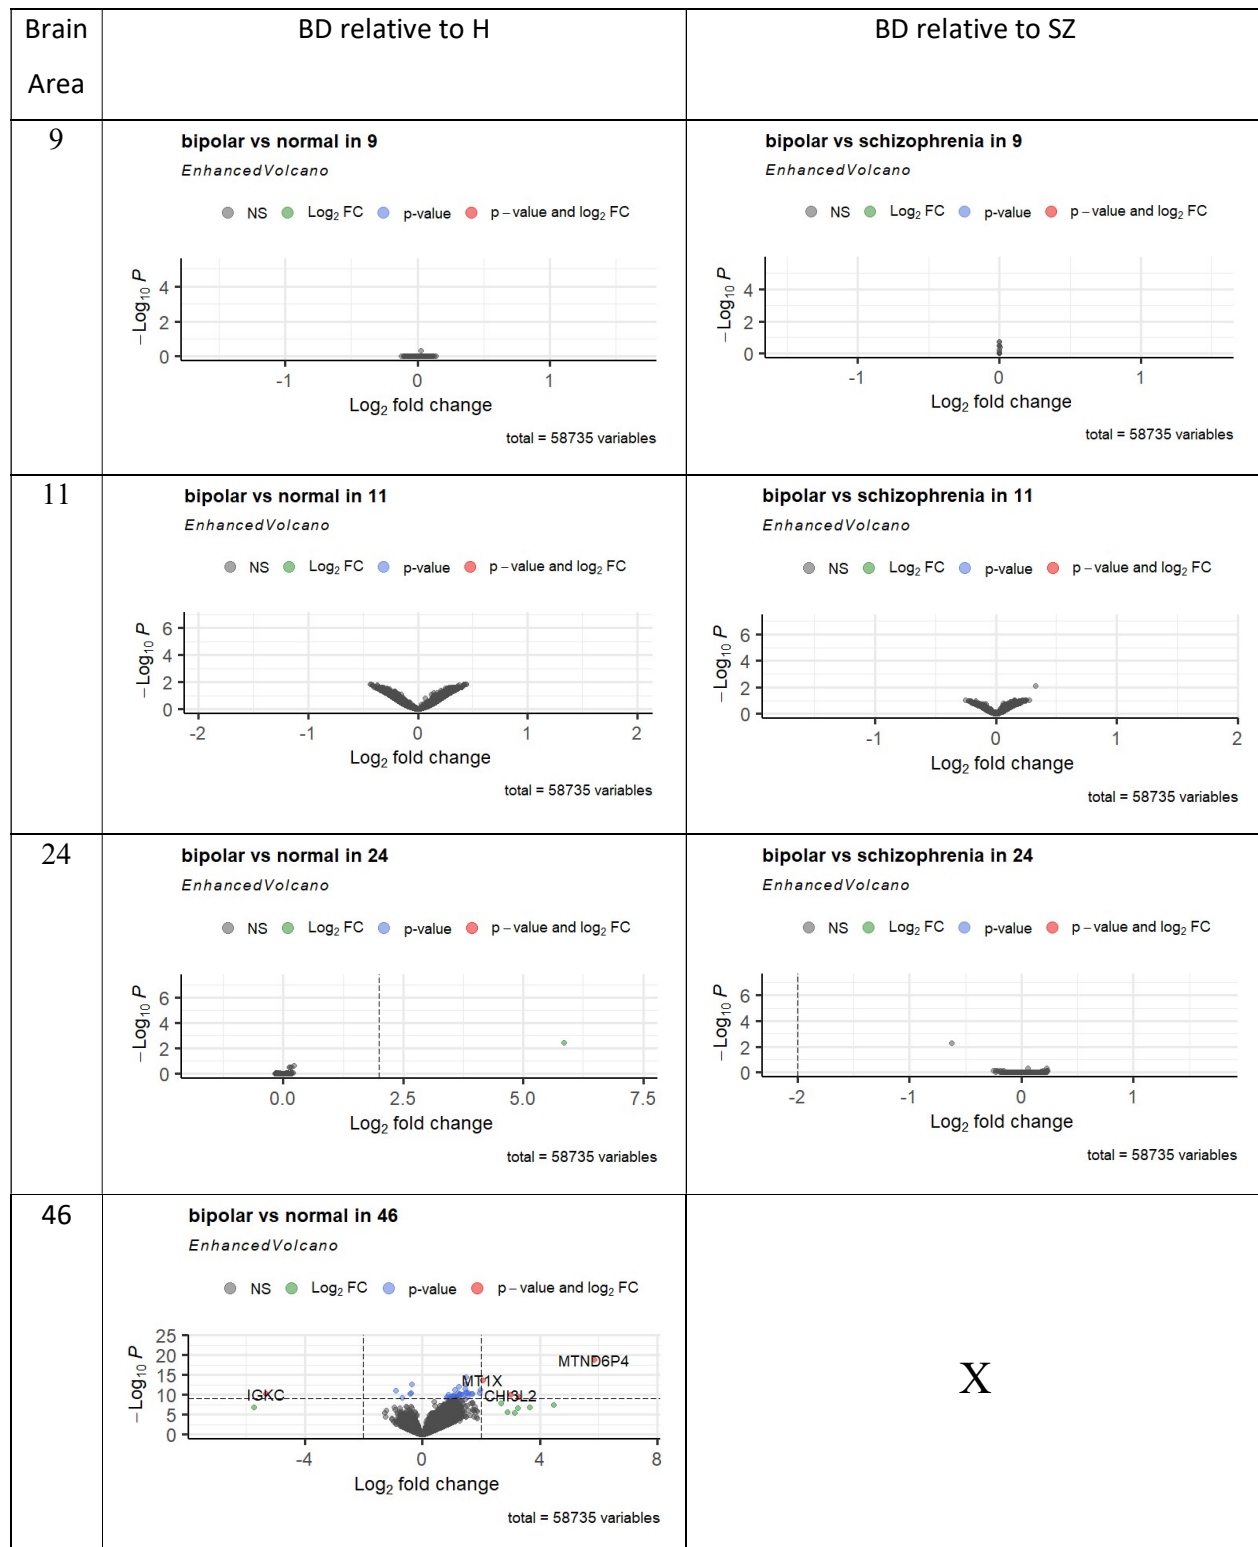 Brain Area
BD relative to H
BD relative to SZ
9
bipolar vs normal in 9
EnhancedVolcano
NS Log2 FC p-value p – value and log2 FC
– Log10 P
4
2
0
-1 0 1
Log2 fold change
total = 58735 variables
bipolar vs schizophrenia in 9
EnhancedVolcano
NS Log2 FC p-value p – value and log2 FC
– Log10 P
4
2
0
-1 0 1
Log2 fold change
total = 58735 variables
11
bipolar vs normal in 11
EnhancedVolcano
NS Log2 FC p-value p – value and log2 FC
– Log10 P
6
4
2
0
-2 -1 0 1 2
Log2 fold change
total = 58735 variables
bipolar vs schizophrenia in 11
EnhancedVolcano
NS Log2 FC p-value p – value and log2 FC
– Log10 P
6
4
2
0
-1 0 1 2
Log2 fold change
total = 58735 variables
24
bipolar vs normal in 24
EnhancedVolcano
NS Log2 FC p-value p – value and log2 FC
– Log10 P
6
4
2
0
0.0 2.5 5.0 7.5
Log2 fold change
total = 58735 variables
bipolar vs schizophrenia in 24
EnhancedVolcano
NS Log2 FC p-value p – value and log2 FC
– Log10 P
6
4
2
0
-2 -1 0 1
Log2 fold change
total = 58735 variables
46
bipolar vs normal in 46
EnhancedVolcano
NS Log2 FC p-value p – value and log2 FC
– Log10 P
25
20
15
10
5
0
MTND6P4
MT1X
IGKC
CHI3L2
-4 0 4 8
Log2 fold change
total = 58735 variables
X